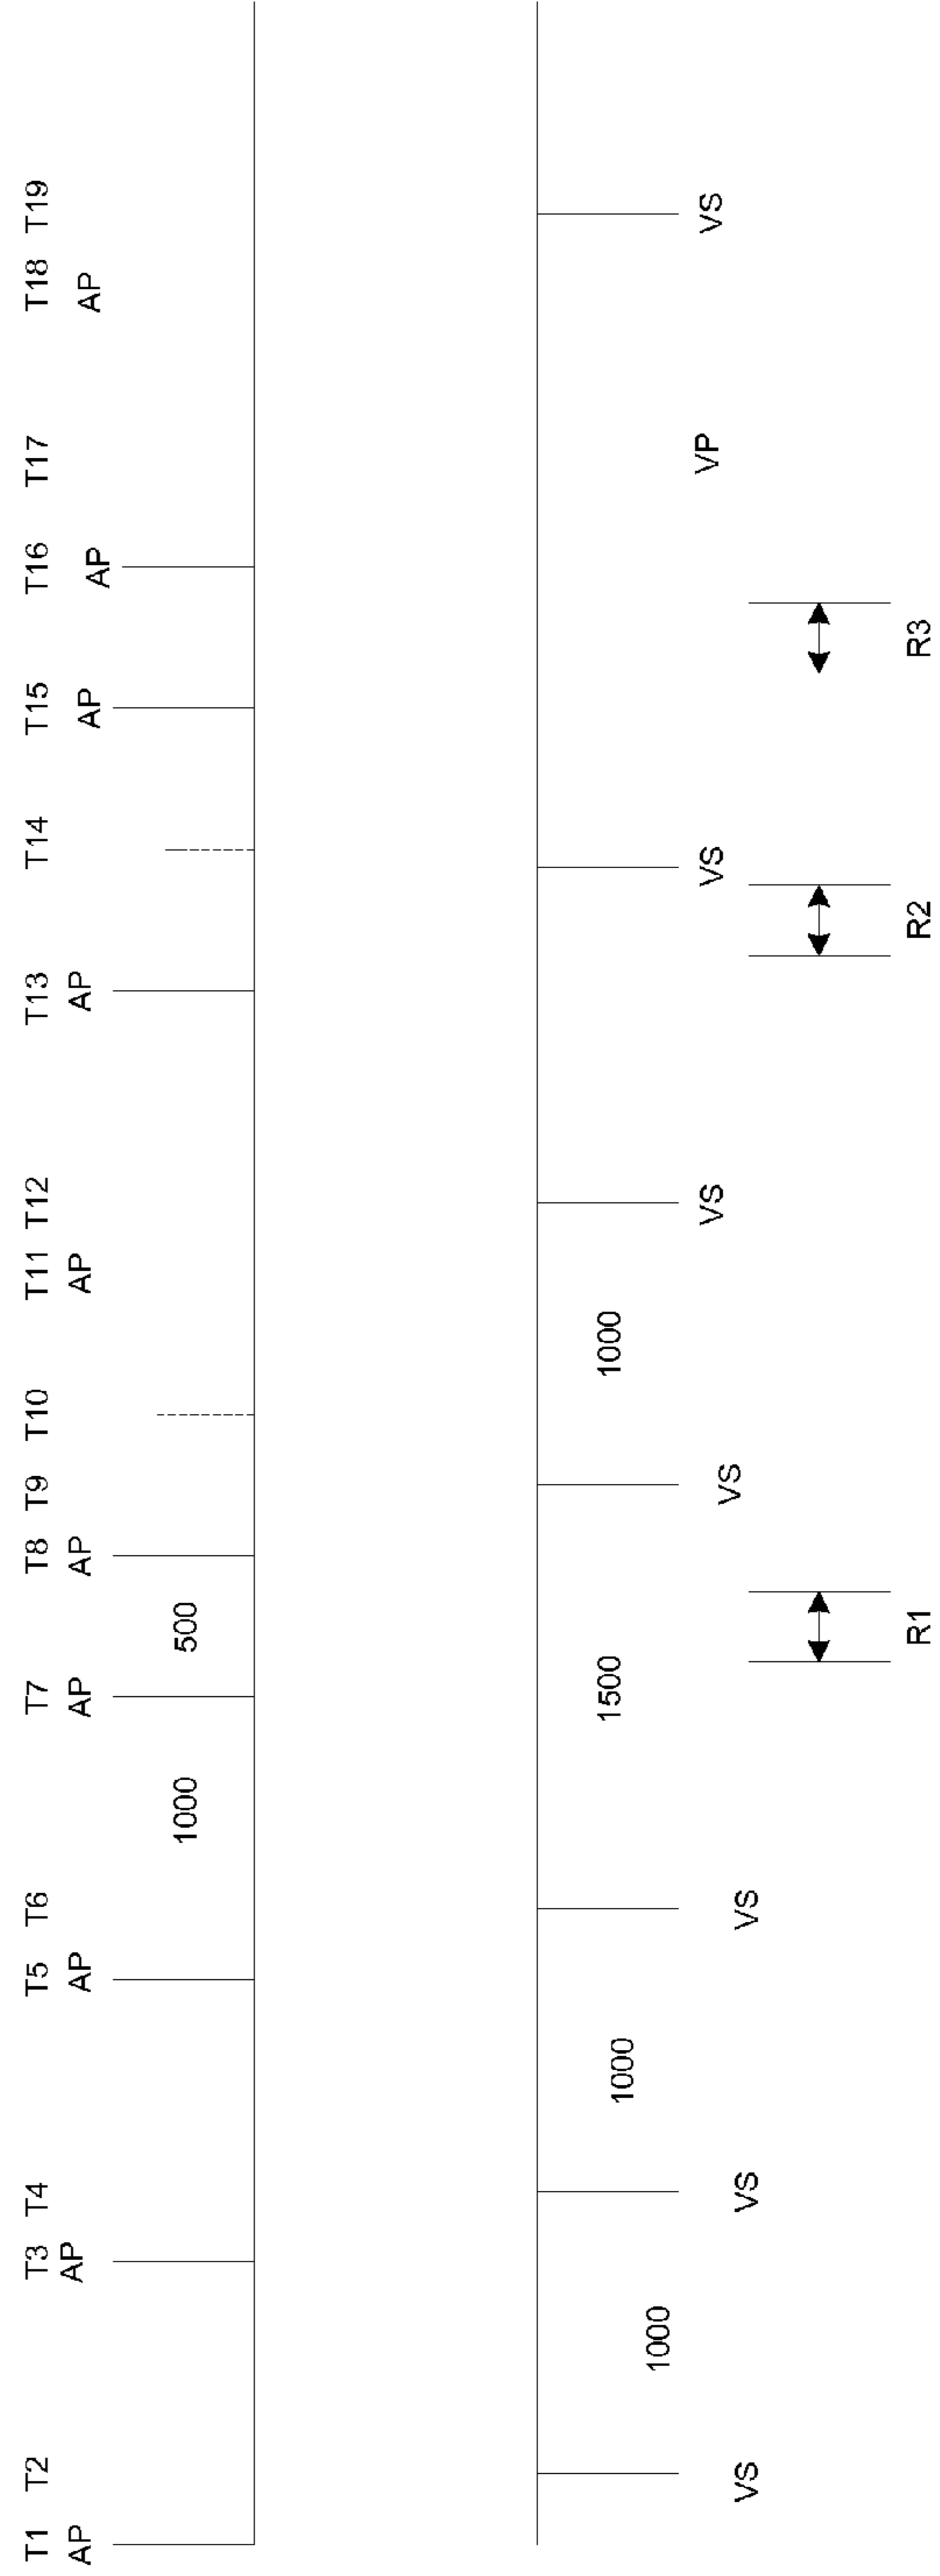 T1 T2 T3 T4 T5 T6 T7 T8 T9 T10 T11 T12 T13 T14 T15 T16 T17 T18 T19
AP AP AP AP AP AP AP AP AP AP
1000 500
1000 1000 1500 1000
VS VS VS VS VS VS VP VS
R1 R2 R3